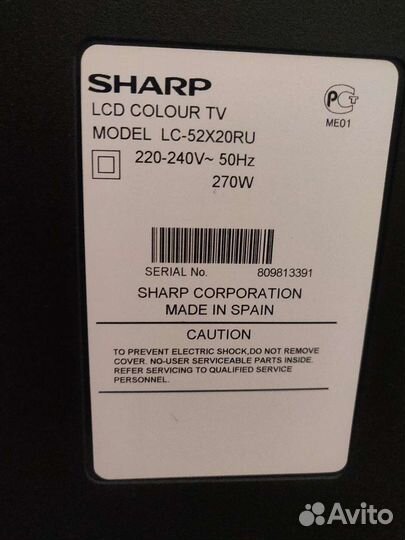 SHARP
LCD COLOUR TV
MODEL LC-52X20RU
220-240V~ 50Hz
270W
РСТ
ME01
SERIAL No. 809813391
SHARP CORPORATION
MADE IN SPAIN
CAUTION
TO PREVENT ELECTRIC SHOCK,DO NOT REMOVE
COVER. NO-USER SERVICEABLE PARTS INSIDE.
REFER SERVICING TO QUALIFIED SERVICE
PERSONNEL.
Avito